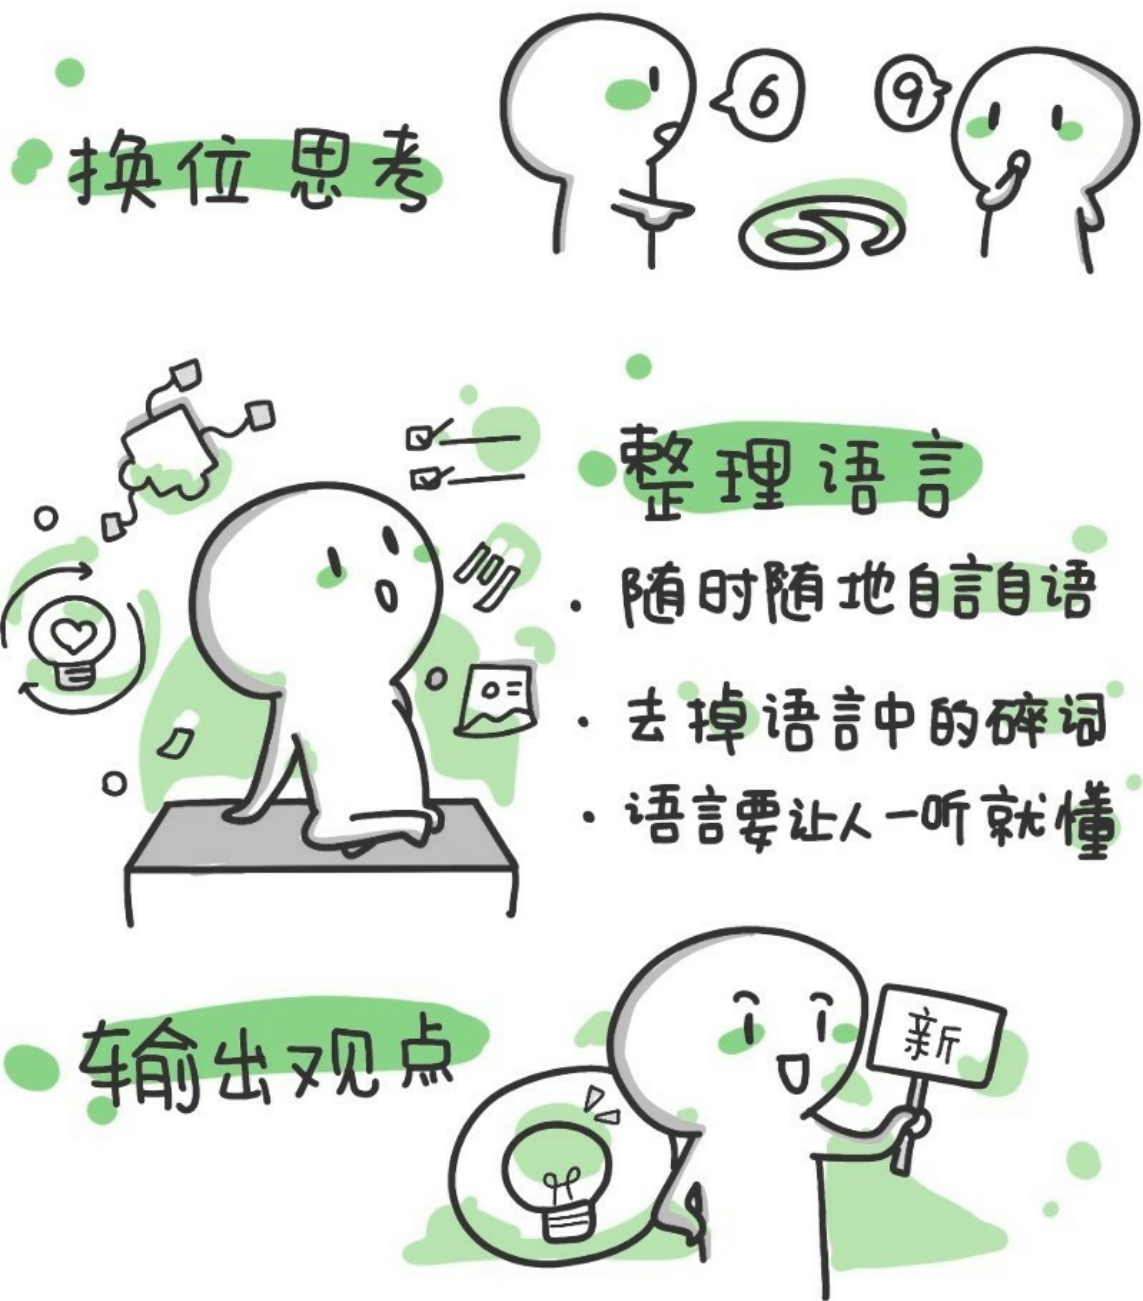 换位思考
6
9
69
整理语言
· 随时随地自言自语
· 去掉语言中的碎词
· 语言要让人一听就懂
输出观点
新